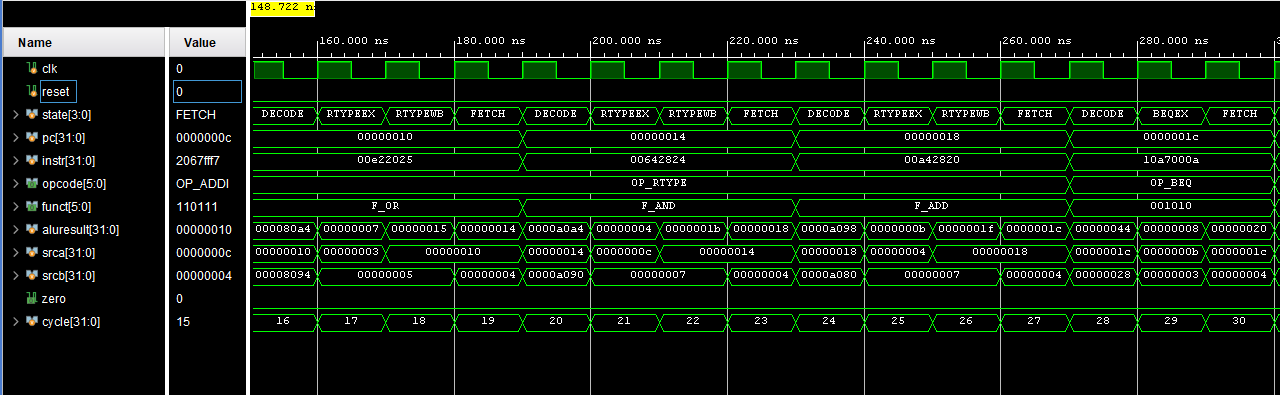 148.722 ns
Name Value
160.000 ns 180.000 ns 200.000 ns 220.000 ns 240.000 ns 260.000 ns 280.000 ns
clk 0
reset 0
state[3:0] FETCH DECODE RTYPEEX RTYPEWB FETCH DECODE RTYPEEX RTYPEWB FETCH DECODE RTYPEEX RTYPEWB FETCH DECODE BEQEX FETCH
pc[31:0] 0000000c 00000010 00000014 00000018 0000001c
instr[31:0] 2067fff7 00e22025 00642824 00a42820 10a7000a
opcode[5:0] OP_ADDI OP_RTYPE OP_BEQ
funct[5:0] 110111 F_OR F_AND F_ADD 001010
aluresult[31:0] 00000010 000080a4 00000007 00000015 00000014 0000a0a4 00000004 0000001b 00000018 0000a098 0000000b 0000001f 0000001c 00000044 00000008 00000020
srca[31:0] 0000000c 00000010 00000003 00000010 00000014 0000000c 00000014 00000018 00000004 00000018 0000001c 0000000b 0000001c
srcb[31:0] 00000004 00008094 00000005 00000004 0000a090 00000007 00000004 0000a080 00000007 00000004 00000028 00000003 00000004
zero 0
cycle[31:0] 15 16 17 18 19 20 21 22 23 24 25 26 27 28 29 30